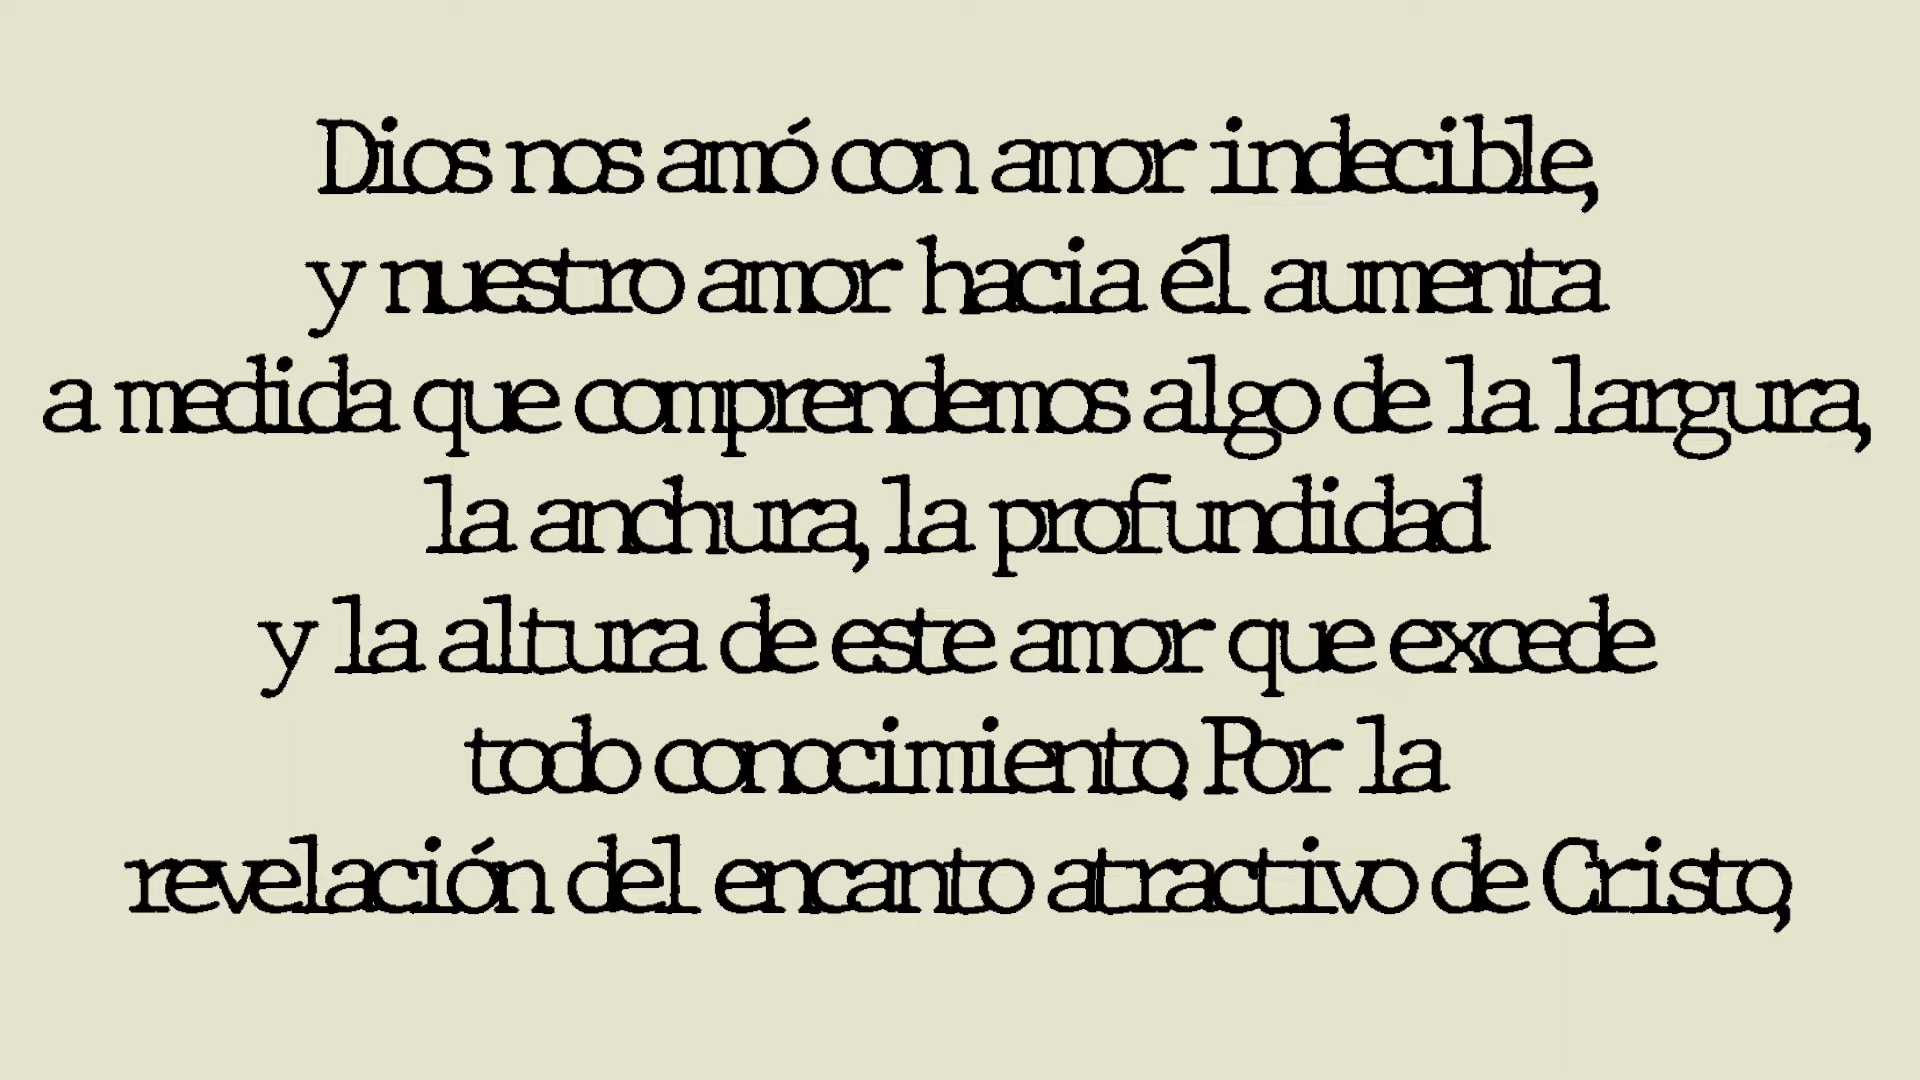 Dios nos amó con amor indecible,
y nuestro amor hacia él aumenta
a medida que comprendemos algo de la largura,
la anchura, la profundidad
y la altura de este amor que excede
todo conocimiento. Por la
revelación del encanto atractivo de Cristo,